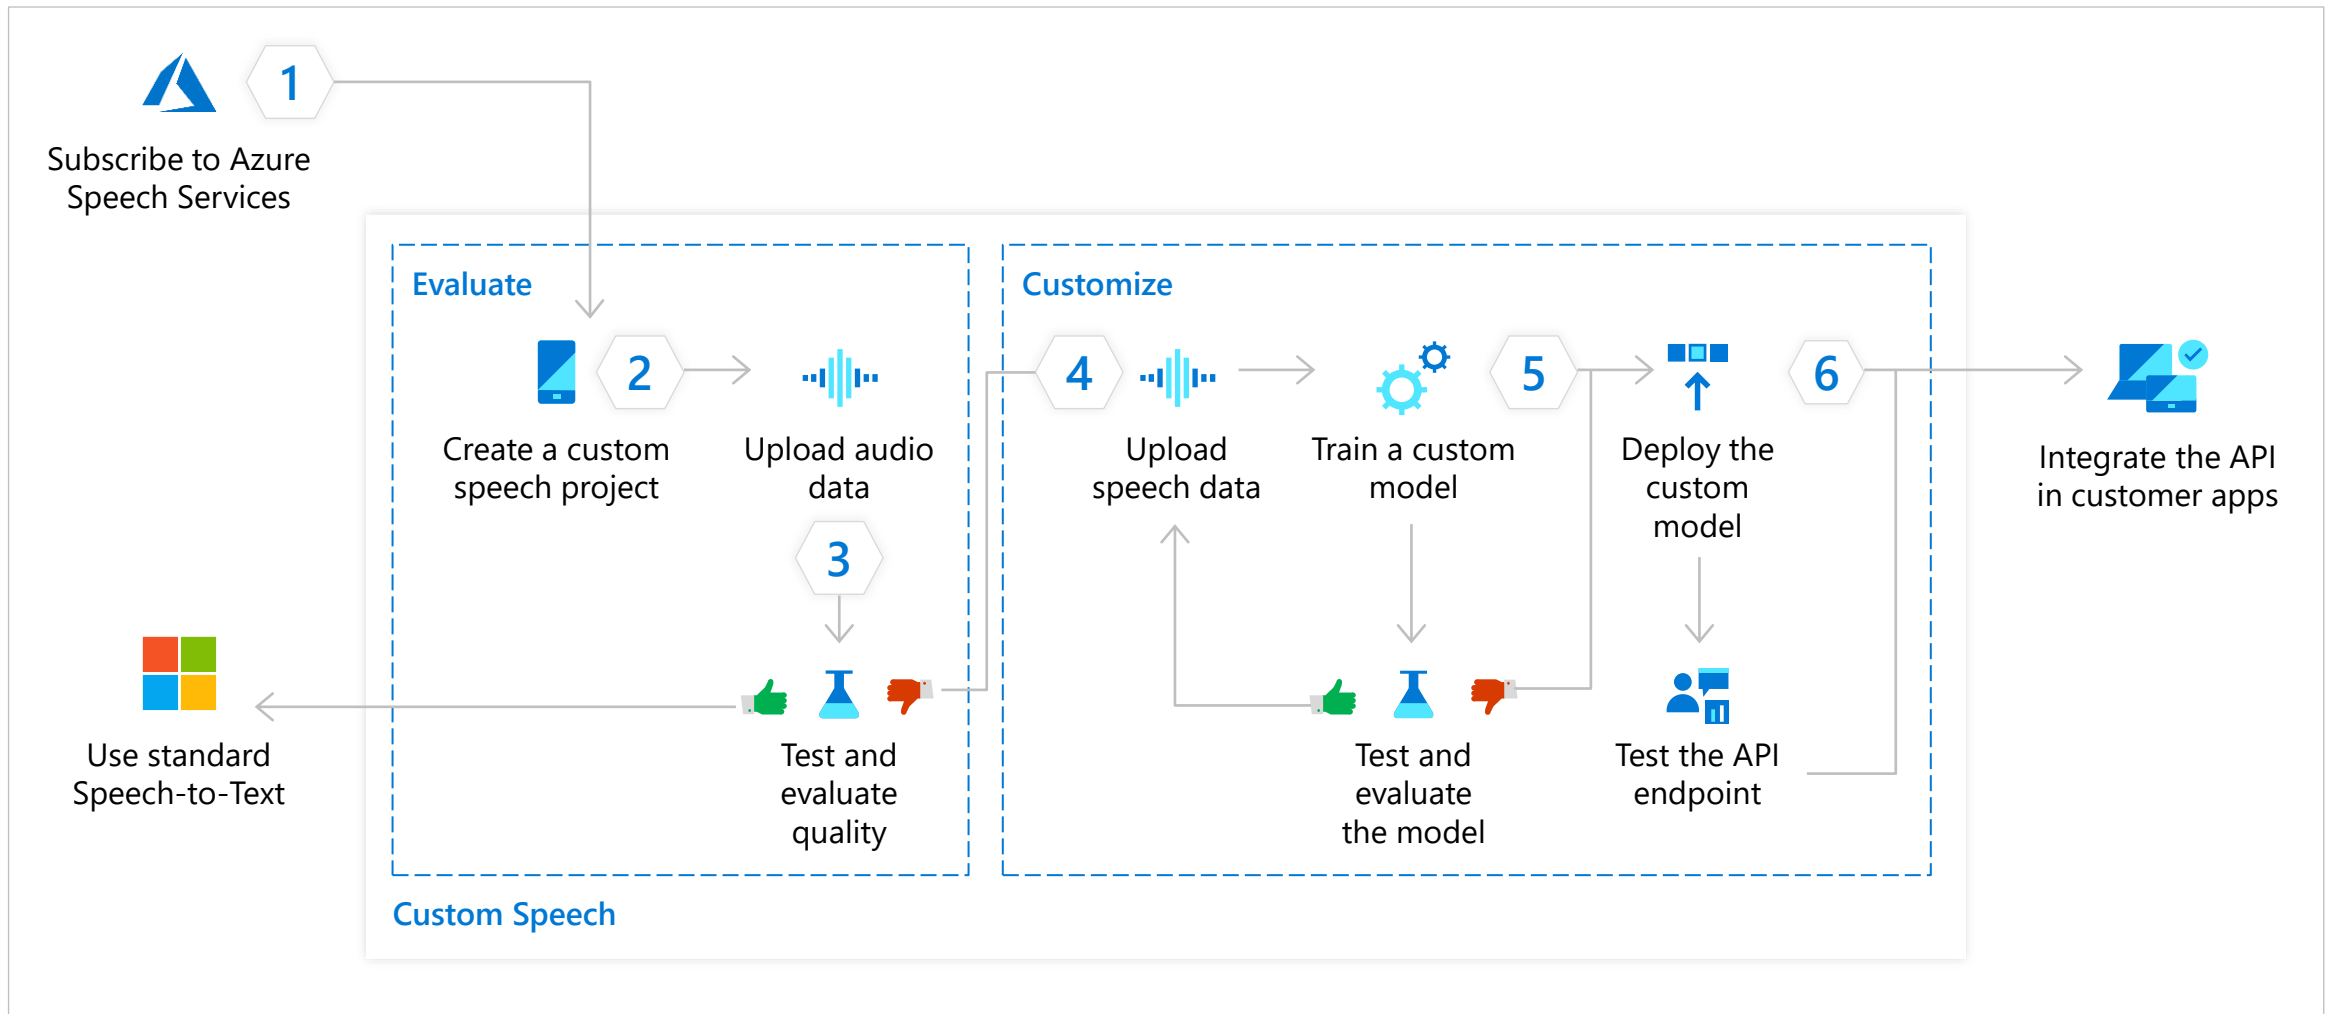 1
Subscribe to Azure
Speech Services
Evaluate
2
Create a custom
speech project
Upload audio
data
3
Test and
evaluate
quality
Use standard
Speech-to-Text
Customize
4
Upload
speech data
Train a custom
model
5
Deploy the
custom
model
6
Test and
evaluate
the model
Test the API
endpoint
Integrate the API
in customer apps
Custom Speech